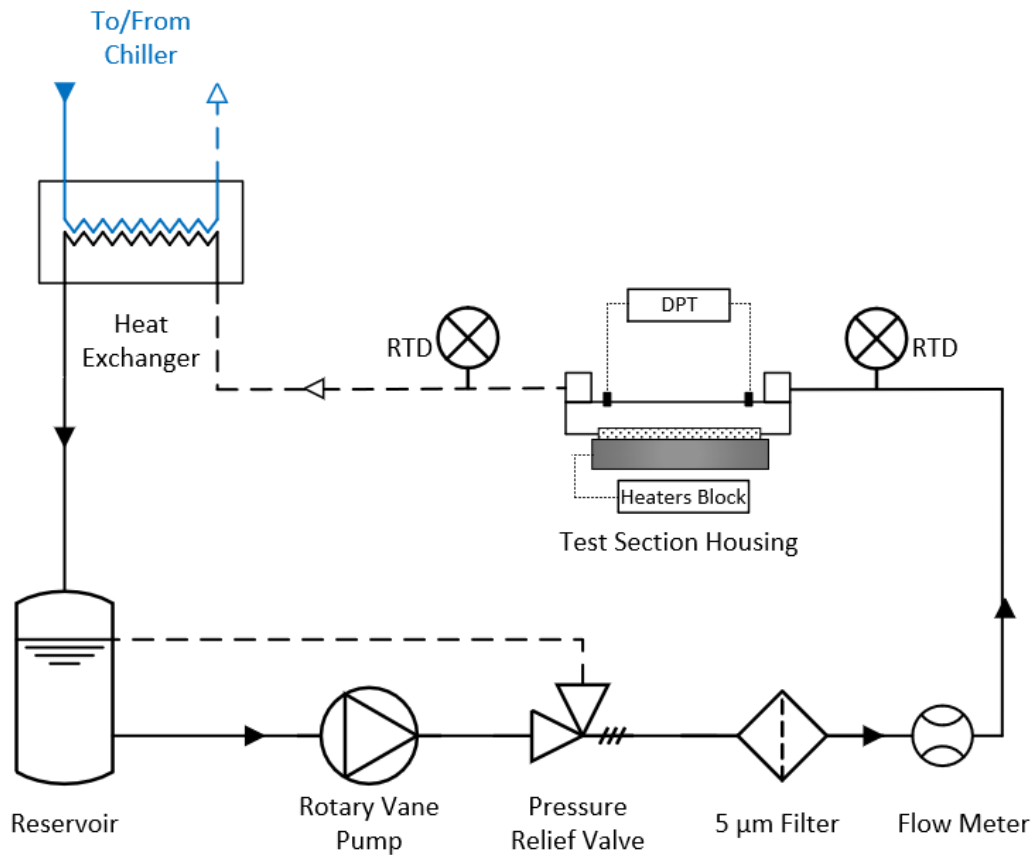 To/From
Chiller
Heat
Exchanger
RTD
DPT
RTD
Heaters Block
Test Section Housing
Reservoir
Rotary Vane
Pump
Pressure
Relief Valve
5 µm Filter
Flow Meter